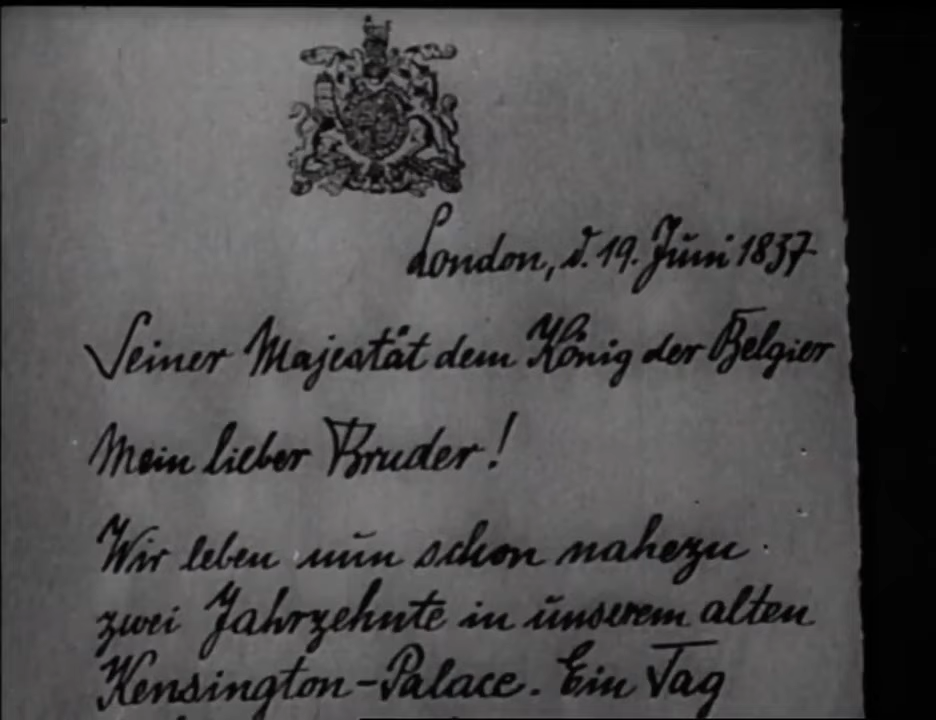 London, d. 19. Juni 1837
Seiner Majestät dem König der Belgier
Mein lieber Bruder!
Wir leben nun schon nahezu
zwei Jahrzehnte in unserem alten
Kensington-Palace. Ein Tag